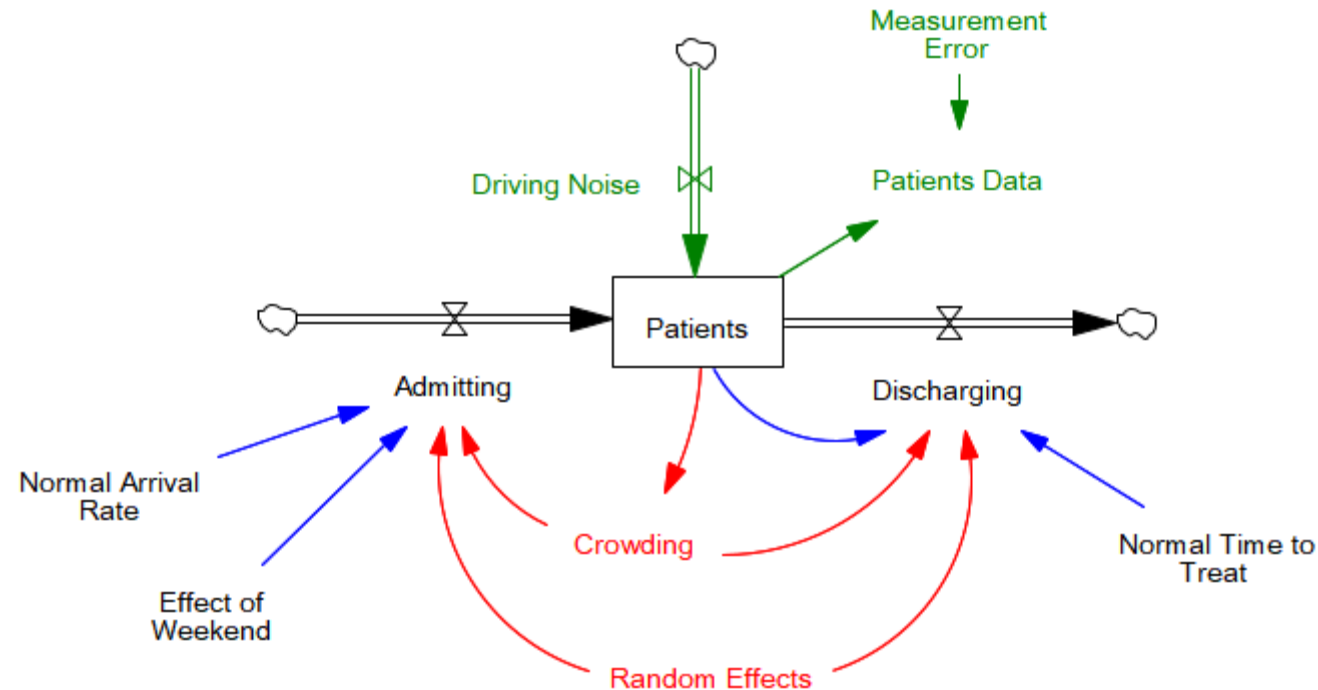 Measurement
Error
Driving Noise
Patients Data
Patients
Admitting
Discharging
Normal Arrival
Rate
Crowding
Normal Time to
Treat
Effect of
Weekend
Random Effects